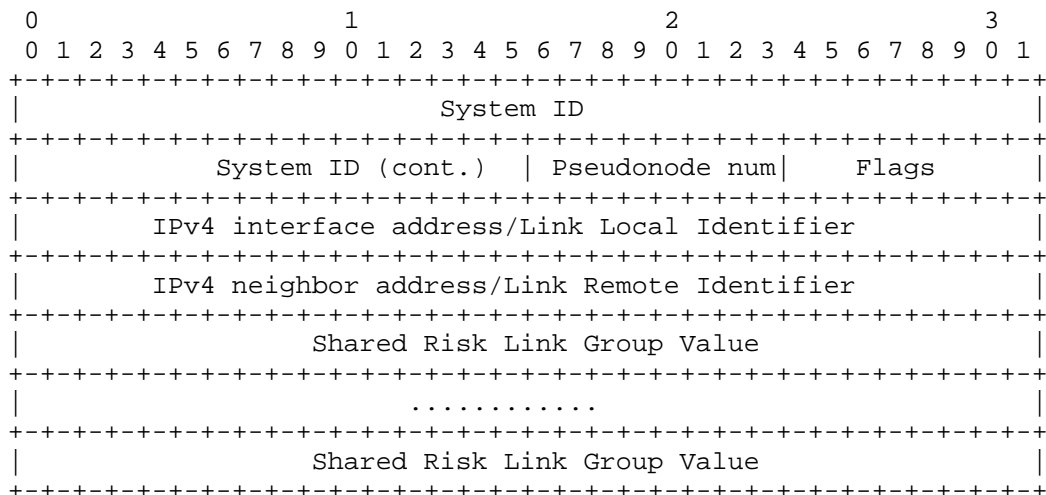 0                   1                   2                   3
0 1 2 3 4 5 6 7 8 9 0 1 2 3 4 5 6 7 8 9 0 1 2 3 4 5 6 7 8 9 0 1
+-+-+-+-+-+-+-+-+-+-+-+-+-+-+-+-+-+-+-+-+-+-+-+-+-+-+-+-+-+-+-+-+
| System ID |
+-+-+-+-+-+-+-+-+-+-+-+-+-+-+-+-+-+-+-+-+-+-+-+-+-+-+-+-+-+-+-+-+
| System ID (cont.) | Pseudonode num| Flags |
+-+-+-+-+-+-+-+-+-+-+-+-+-+-+-+-+-+-+-+-+-+-+-+-+-+-+-+-+-+-+-+-+
| IPv4 interface address/Link Local Identifier |
+-+-+-+-+-+-+-+-+-+-+-+-+-+-+-+-+-+-+-+-+-+-+-+-+-+-+-+-+-+-+-+-+
| IPv4 neighbor address/Link Remote Identifier |
+-+-+-+-+-+-+-+-+-+-+-+-+-+-+-+-+-+-+-+-+-+-+-+-+-+-+-+-+-+-+-+-+
| Shared Risk Link Group Value |
+-+-+-+-+-+-+-+-+-+-+-+-+-+-+-+-+-+-+-+-+-+-+-+-+-+-+-+-+-+-+-+-+
| ............ |
+-+-+-+-+-+-+-+-+-+-+-+-+-+-+-+-+-+-+-+-+-+-+-+-+-+-+-+-+-+-+-+-+
| Shared Risk Link Group Value |
+-+-+-+-+-+-+-+-+-+-+-+-+-+-+-+-+-+-+-+-+-+-+-+-+-+-+-+-+-+-+-+-+